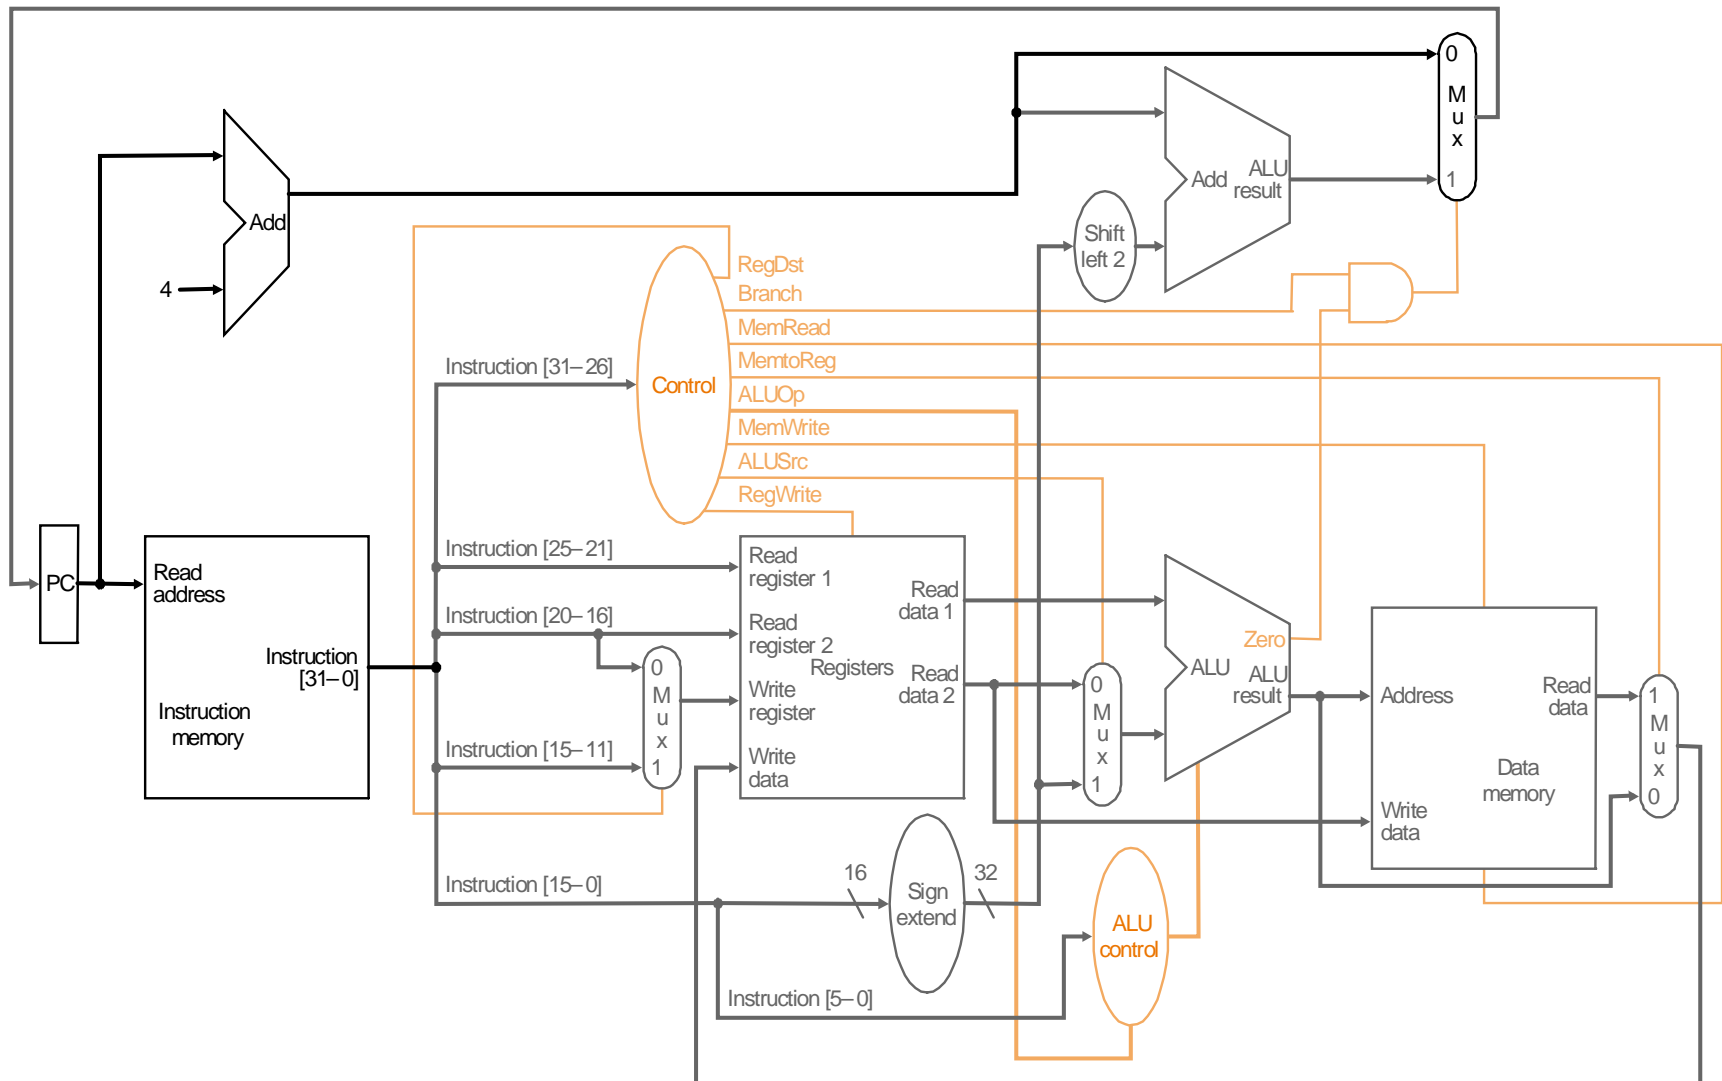 0
M
u
x
1
Add
ALU
result
Shift
left 2
Add
4
RegDst
Branch
MemRead
MemtoReg
ALUOp
MemWrite
ALUSrc
RegWrite
Control
Instruction [31–26]
Instruction [25–21]
Instruction [20–16]
Instruction [15–11]
Instruction [15–0]
Instruction [5–0]
PC
Read
address
Instruction
[31–0]
Instruction
memory
0
M
u
x
1
Read
register 1
Read
register 2
Registers
Write
register
Write
data
Read
data 1
Read
data 2
0
M
u
x
1
Zero
ALU
ALU
result
Address
Read
data
Data
memory
Write
data
1
M
u
x
0
16
Sign
extend
32
ALU
control